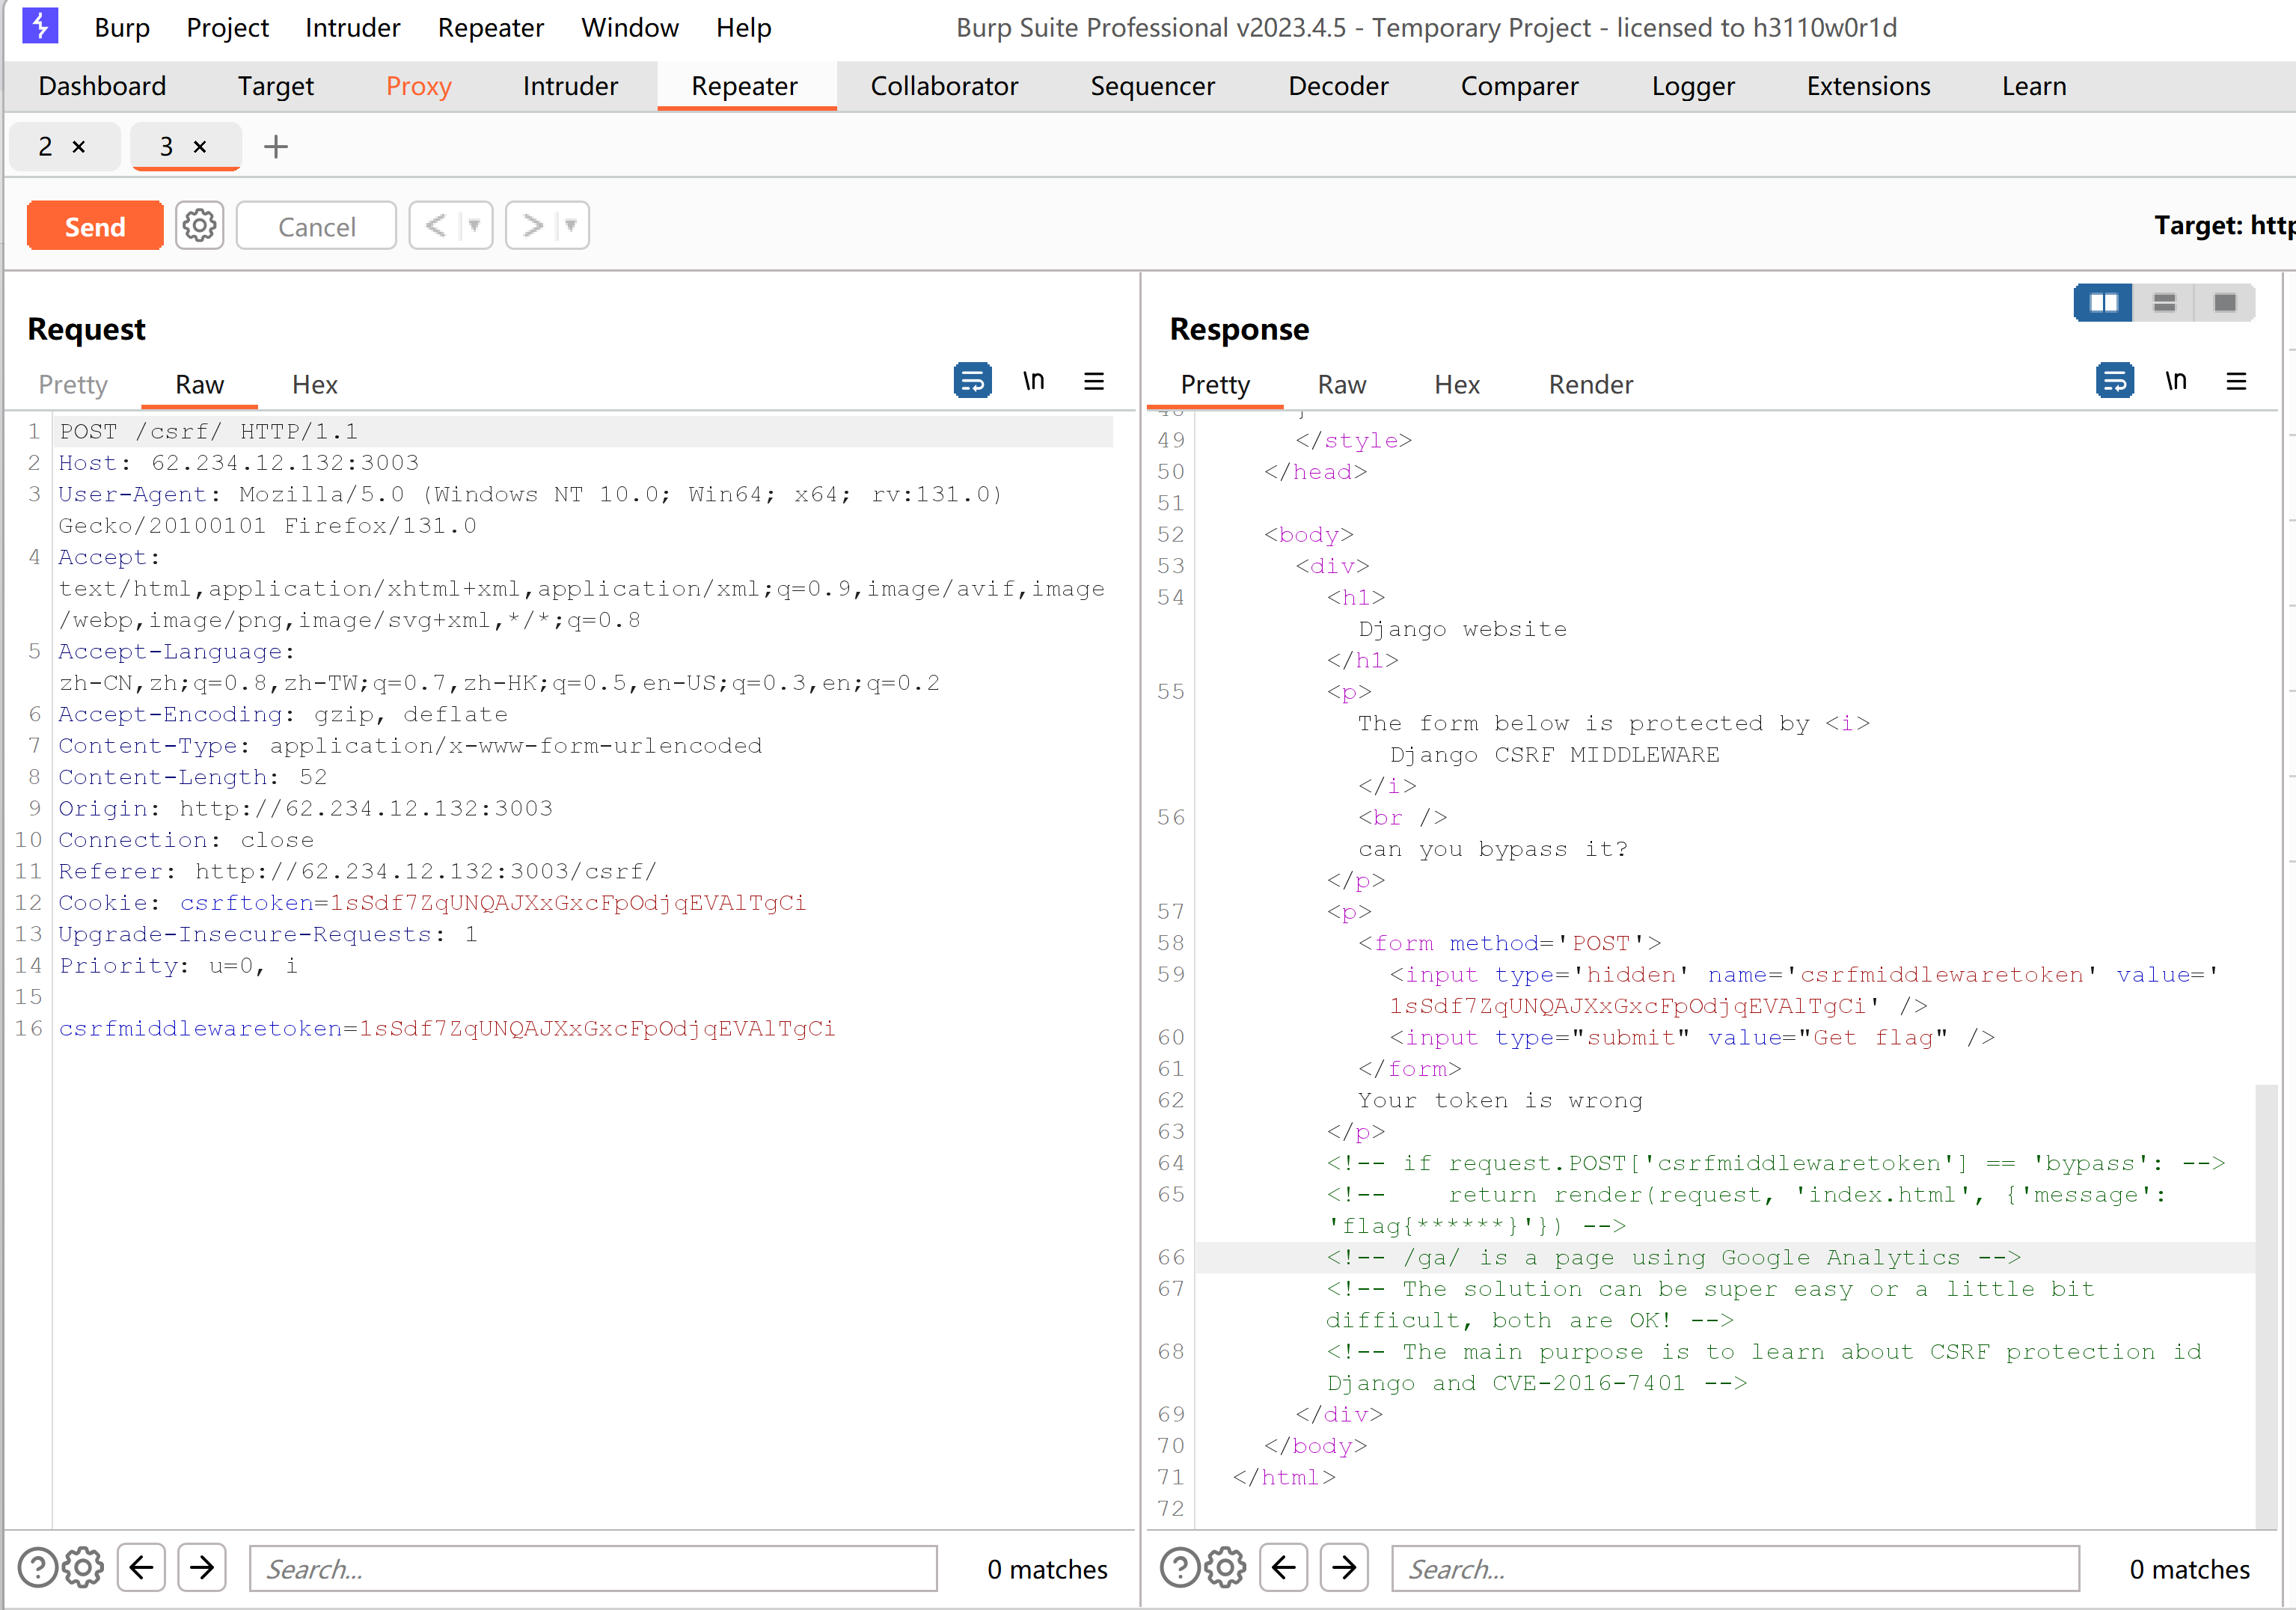 Burp Project Intruder Repeater Window Help Burp Suite Professional v2023.4.5 - Temporary Project - licensed to h3110w0r1d
Dashboard Target Proxy Intruder Repeater Collaborator Sequencer Decoder Comparer Logger Extensions Learn
2 × 3 × +
Send Cancel < > Target: http
Request
Pretty Raw Hex \n
1 POST /csrf/ HTTP/1.1
2 Host: 62.234.12.132:3003
3 User-Agent: Mozilla/5.0 (Windows NT 10.0; Win64; x64; rv:131.0)
Gecko/20100101 Firefox/131.0
4 Accept:
text/html,application/xhtml+xml,application/xml;q=0.9,image/avif,image
/webp,image/png,image/svg+xml,*/*;q=0.8
5 Accept-Language:
zh-CN,zh;q=0.8,zh-TW;q=0.7,zh-HK;q=0.5,en-US;q=0.3,en;q=0.2
6 Accept-Encoding: gzip, deflate
7 Content-Type: application/x-www-form-urlencoded
8 Content-Length: 52
9 Origin: http://62.234.12.132:3003
10 Connection: close
11 Referer: http://62.234.12.132:3003/csrf/
12 Cookie: csrftoken=1sSdf7ZqUNQAJXxGxcFpOdjqEVAlTgCi
13 Upgrade-Insecure-Requests: 1
14 Priority: u=0, i
15
16 csrfmiddlewaretoken=1sSdf7ZqUNQAJXxGxcFpOdjqEVAlTgCi
Search... 0 matches
Response
Pretty Raw Hex Render \n
48 }
49 </style>
50 </head>
51
52 <body>
53 <div>
54 <h1>
Django website
</h1>
55 <p>
The form below is protected by <i>
Django CSRF MIDDLEWARE
</i>
56 <br />
can you bypass it?
</p>
57 <p>
58 <form method='POST'>
59 <input type='hidden' name='csrfmiddlewaretoken' value='
1sSdf7ZqUNQAJXxGxcFpOdjqEVAlTgCi' />
60 <input type="submit" value="Get flag" />
61 </form>
62 Your token is wrong
63 </p>
64 <!-- if request.POST['csrfmiddlewaretoken'] == 'bypass': -->
65 <!-- return render(request, 'index.html', {'message':
'flag{******}'}) -->
66 <!-- /ga/ is a page using Google Analytics -->
67 <!-- The solution can be super easy or a little bit
difficult, both are OK! -->
68 <!-- The main purpose is to learn about CSRF protection id
Django and CVE-2016-7401 -->
69 </div>
70 </body>
71 </html>
72
Search... 0 matches